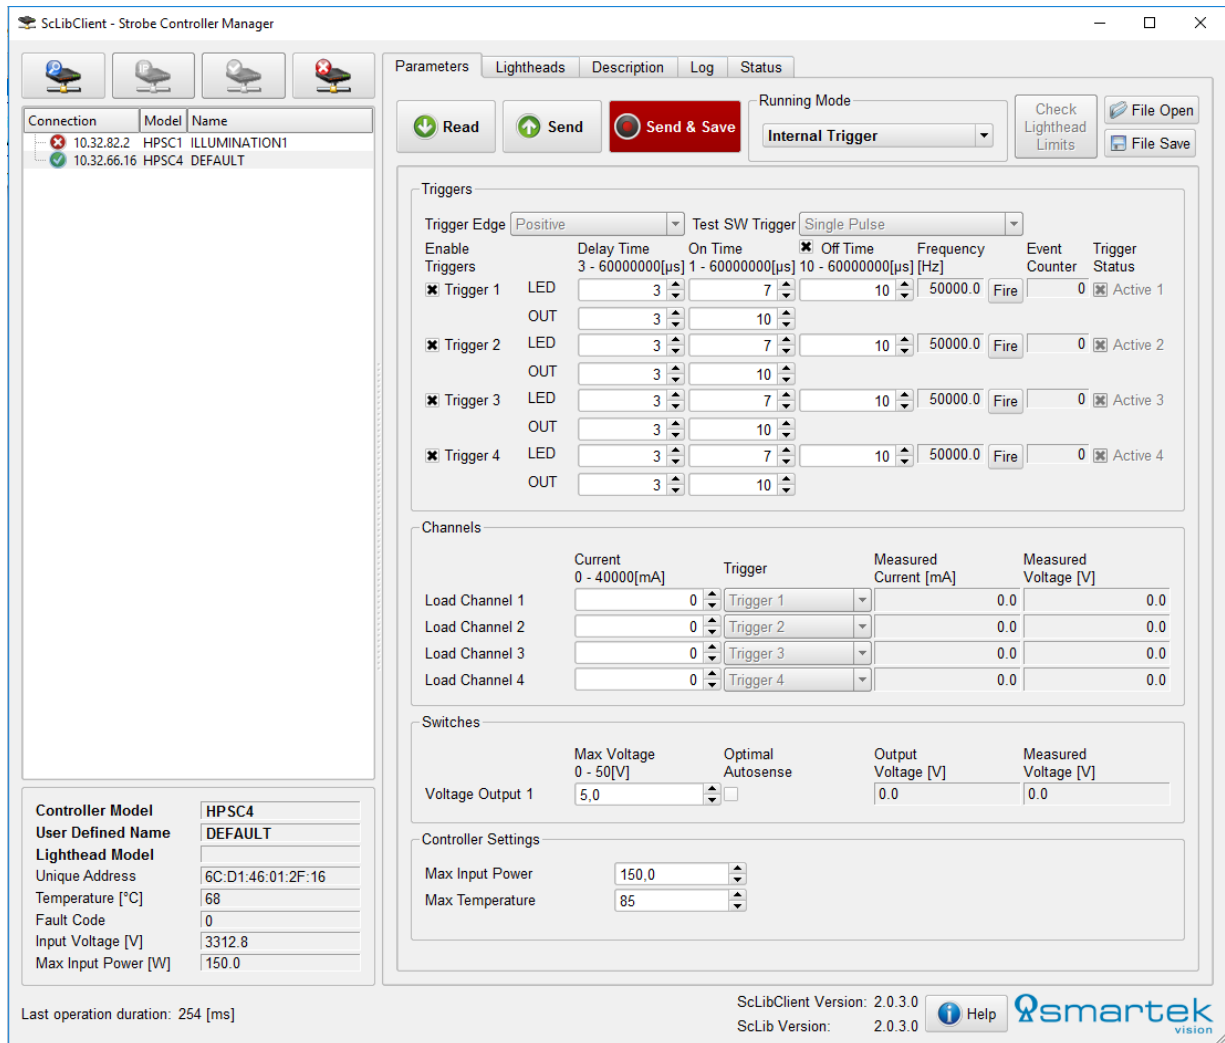 ScLibClient - Strobe Controller Manager
Connection Model Name
10.32.82.2 HPSC1 ILLUMINATION1
10.32.66.16 HPSC4 DEFAULT
Controller Model HPSC4
User Defined Name DEFAULT
Lighthead Model
Unique Address 6C:D1:46:01:2F:16
Temperature [°C] 68
Fault Code 0
Input Voltage [V] 3312.8
Max Input Power [W] 150.0
Last operation duration: 254 [ms]
Parameters Lightheads Description Log Status
Read Send Send & Save
Running Mode
Internal Trigger
Check
Lighthead
Limits
File Open
File Save
Triggers
Trigger Edge Positive Test SW Trigger Single Pulse
Enable Delay Time On Time Off Time Frequency Event Trigger
Triggers 3 - 60000000[µs] 1 - 60000000[µs] 10 - 60000000[µs] [Hz] Counter Status
Trigger 1 LED 3 7 10 50000.0 Fire 0 Active 1
OUT 3 10
Trigger 2 LED 3 7 10 50000.0 Fire 0 Active 2
OUT 3 10
Trigger 3 LED 3 7 10 50000.0 Fire 0 Active 3
OUT 3 10
Trigger 4 LED 3 7 10 50000.0 Fire 0 Active 4
OUT 3 10
Channels
Current Trigger Measured Measured
0 - 40000[mA] Current [mA] Voltage [V]
Load Channel 1 0 Trigger 1 0.0 0.0
Load Channel 2 0 Trigger 2 0.0 0.0
Load Channel 3 0 Trigger 3 0.0 0.0
Load Channel 4 0 Trigger 4 0.0 0.0
Switches
Max Voltage Optimal Output Measured
0 - 50[V] Autosense Voltage [V] Voltage [V]
Voltage Output 1 5,0 0.0 0.0
Controller Settings
Max Input Power 150,0
Max Temperature 85
ScLibClient Version: 2.0.3.0
ScLib Version: 2.0.3.0
Help
smartek
vision